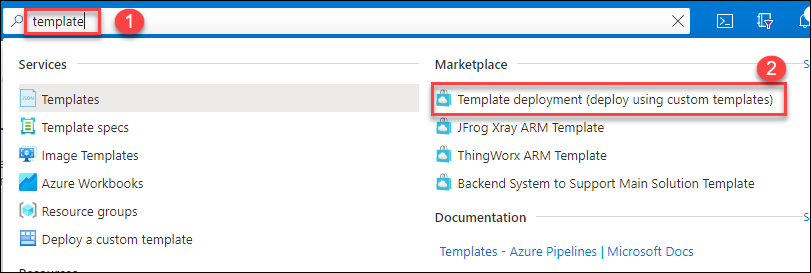 template
1
Services
Templates
Template specs
Image Templates
Azure Workbooks
Resource groups
Deploy a custom template
Marketplace
2
Template deployment (deploy using custom templates)
JFrog Xray ARM Template
ThingWorx ARM Template
Backend System to Support Main Solution Template
Documentation
Templates - Azure Pipelines | Microsoft Docs